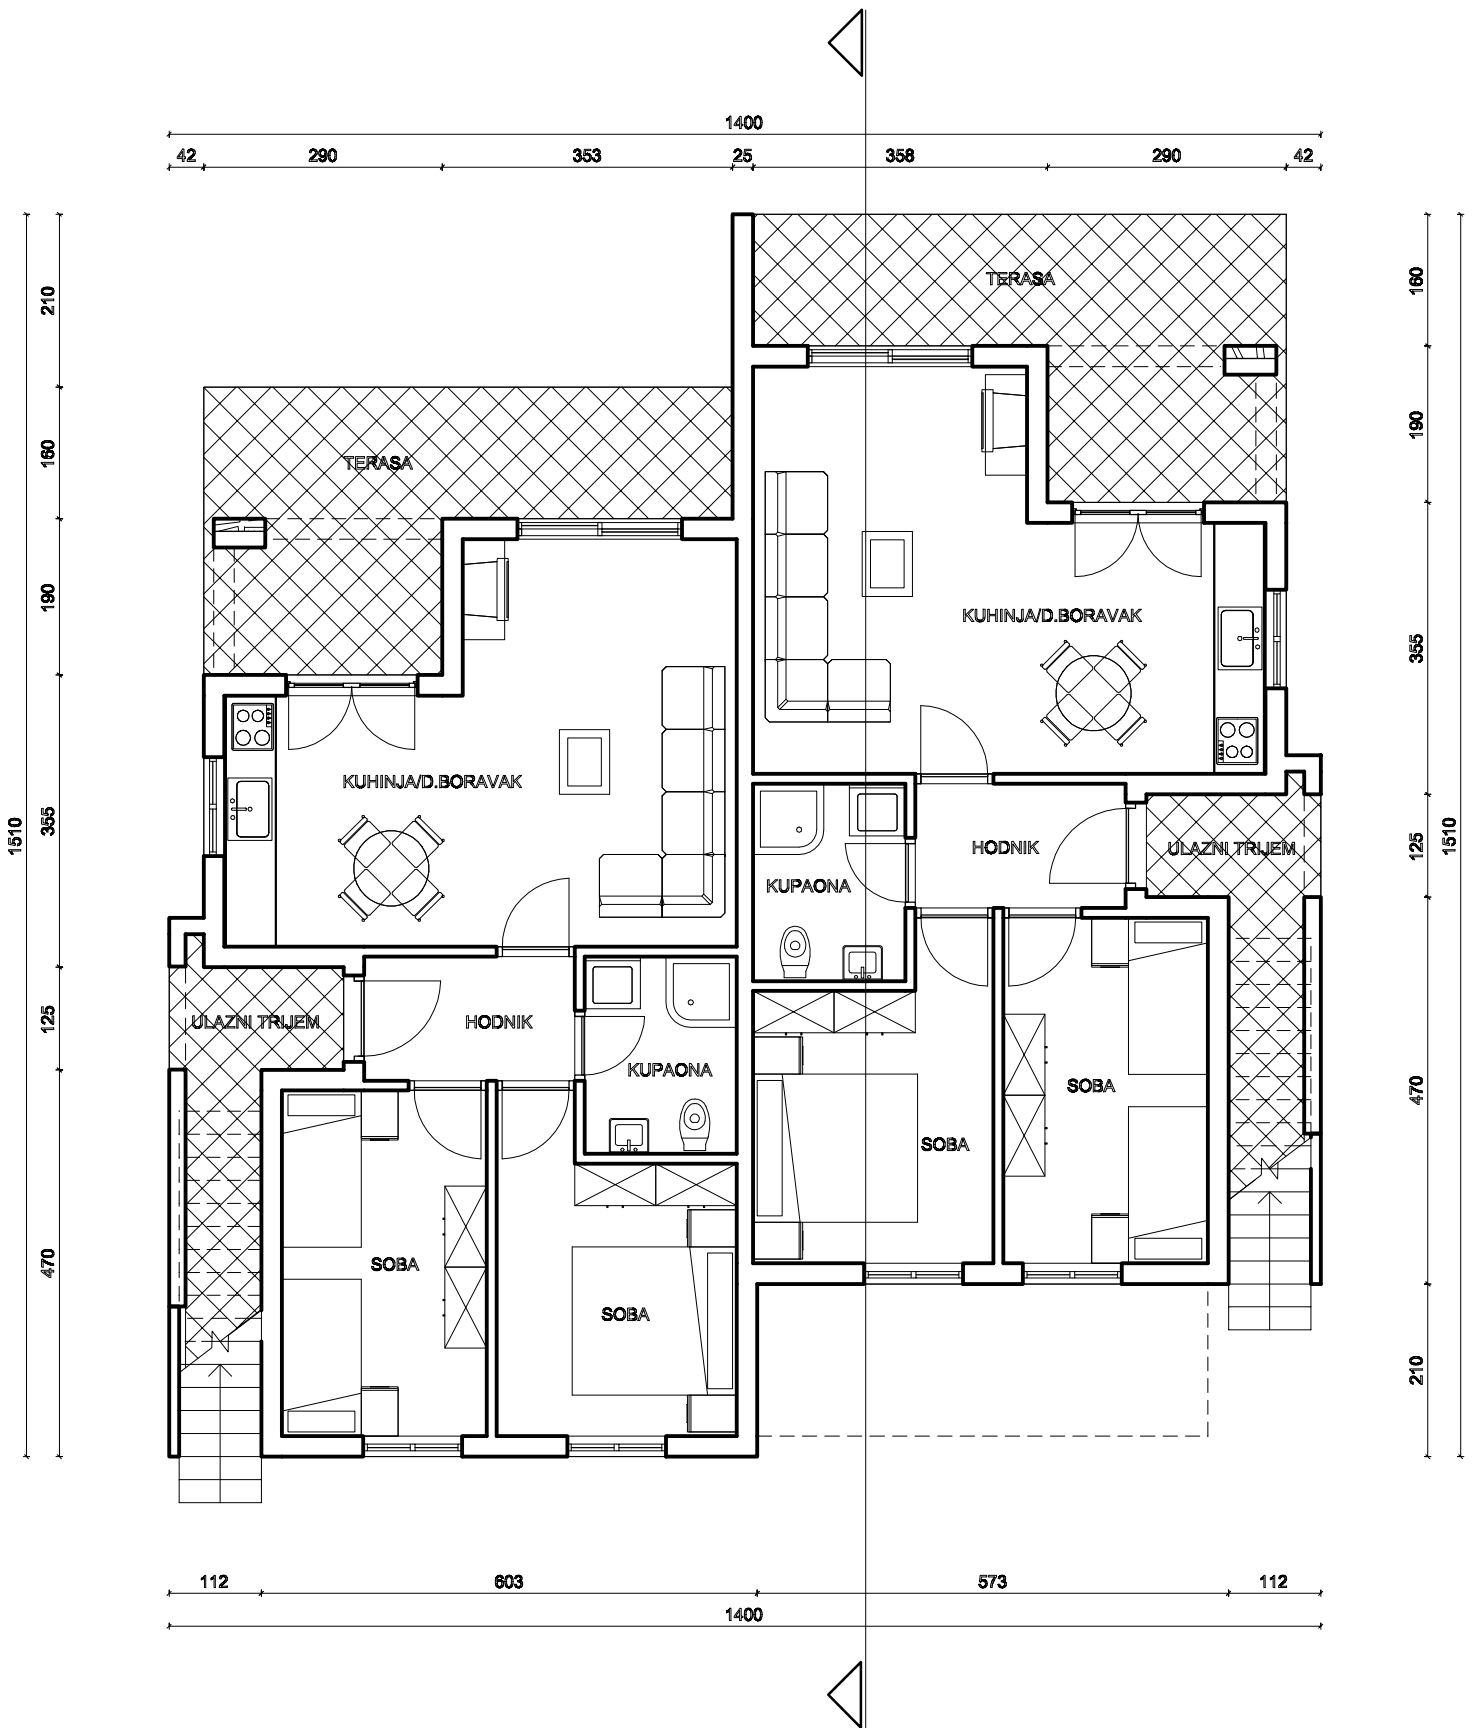 1400
42 290 353 25 358 290 42
TERASA
TERASA
KUHINJA/D.BORAVAK
KUHINJA/D.BORAVAK
HODNIK
ULAZNI TRIJEM
KUPAONA
ULAZNI TRIJEM
HODNIK
KUPAONA
SOBA
SOBA
SOBA
SOBA
1510
210
160
190
355
125
470
160
190
355
125
470
210
1510
112 603 573 112
1400